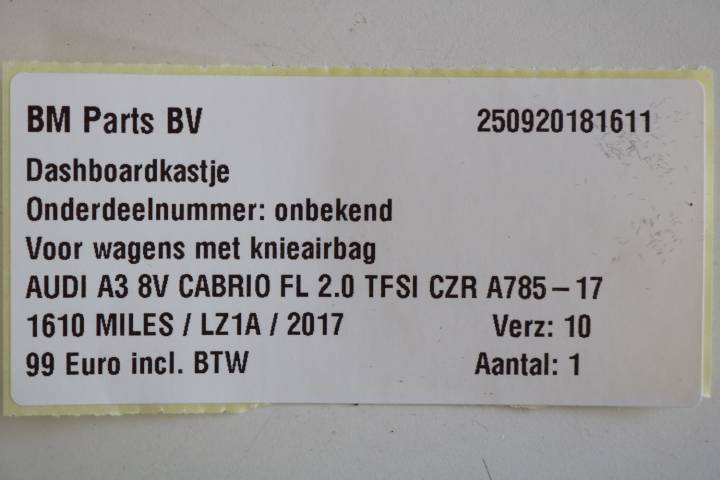 BM Parts BV 250920181611
Dashboardkastje
Onderdeelnummer: onbekend
Voor wagens met knieairbag
AUDI A3 8V CABRIO FL 2.0 TFSI CZR A785-17
1610 MILES / LZ1A / 2017 Verz: 10
99 Euro incl. BTW Aantal: 1